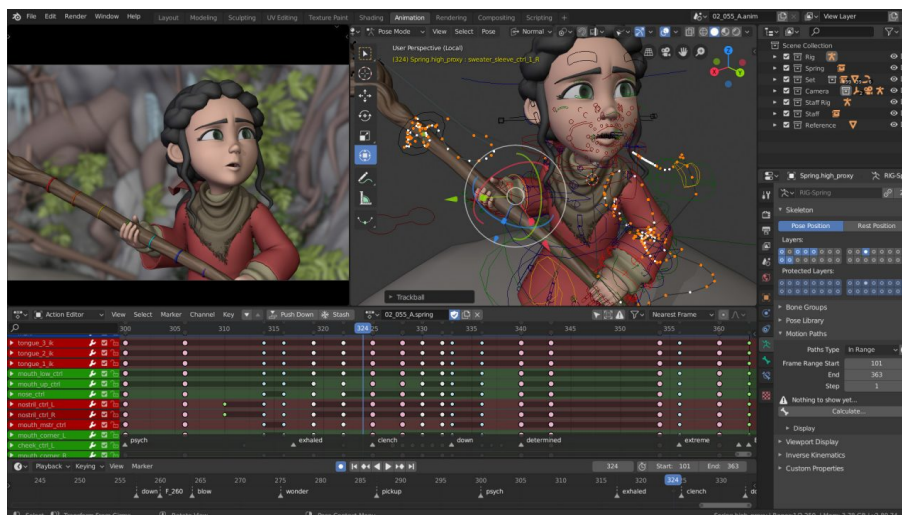 File Edit Render Window Help Layout Modeling Sculpting UV Editing Texture Paint Shading Animation Rendering Compositing Scripting + 02_055_A.anim View Layer
Pose Mode View Select Pose Normal
User Perspective (Local)
(324) Spring.high_proxy : sweater_sleeve_ctrl_1_R
Trackball
Scene Collection
Rig
Spring
Set
Camera
Staff Rig
Staff
Reference
Spring.high_proxy
RIG-Spring
Skeleton
Pose Position Rest Position
Layers:
Protected Layers:
Bone Groups
Pose Library
Motion Paths
Paths Type In Range
Frame Range Start 101
End 363
Step 1
Nothing to show yet...
Calculate...
Display
Viewport Display
Inverse Kinematics
Custom Properties
Action Editor View Select Marker Channel Key Push Down Stash 02_055_A.spring Nearest Frame
300 305 310 315 320 324 325 330 335 340 345 350 355 360
tongue_3_ik
tongue_2_ik
tongue_1_ik
mouth_low_ctrl
mouth_up_ctrl
nose_ctrl
nostril_ctrl_L
nostril_ctrl_R
mouth_mstr_ctrl
mouth_corner_L
cheek_ctrl_L
mouth_corner_R
psych exhaled clench down determined extreme
Playback Keying View Marker 324 Start: 101 End: 363
245 250 255 260 265 270 275 280 285 290 295 300 305 310 315 320 324 330
down F_260 blow wonder pickup psych exhaled clench